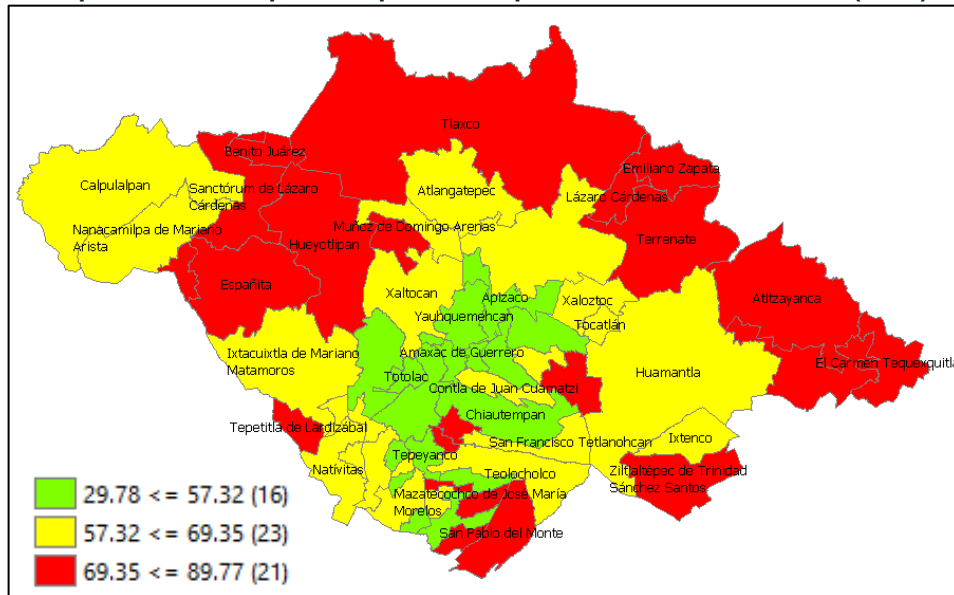 Tlaxco
Benito Juárez
Emiliano Zapata
Calpulalpan
Sanctórum de Lázaro
Cárdenas
Atlangatepec
Lázaro Cárdenas
Nanacamilpa de Mariano
Arista
Muñoz de Domingo Arenas
Hueyotlipan
Terrenate
Españita
Xaltocan
Apizaco
Xaloztoc
Atltzayanca
Yauhquemehcan
Tocatlán
Ixtacuixtla de Mariano
Matamoros
Amaxac de Guerrero
El Carmen Tequexquitla
Totolac
Contla de Juan Cuamatzi
Huamantla
Tepetitla de Lardizábal
Chiautempan
San Francisco Tetlanohcan
Ixtenco
Tepeyanco
Natívitas
Teolocholco
Ziltlaltépec de Trinidad
Sánchez Santos
Mazatecochco de José María
Morelos
San Pablo del Monte
29.78 <= 57.32 (16)
57.32 <= 69.35 (23)
69.35 <= 89.77 (21)